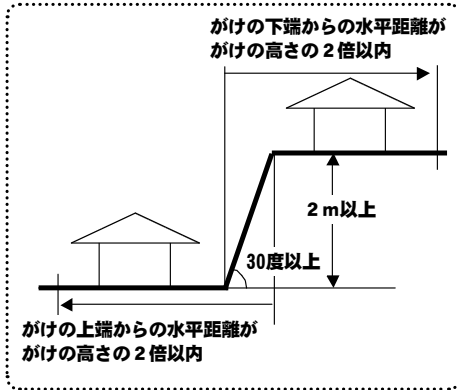 がけの下端からの水平距離が
がけの高さの２倍以内
２ｍ以上
30度以上
がけの上端からの水平距離が
がけの高さの２倍以内